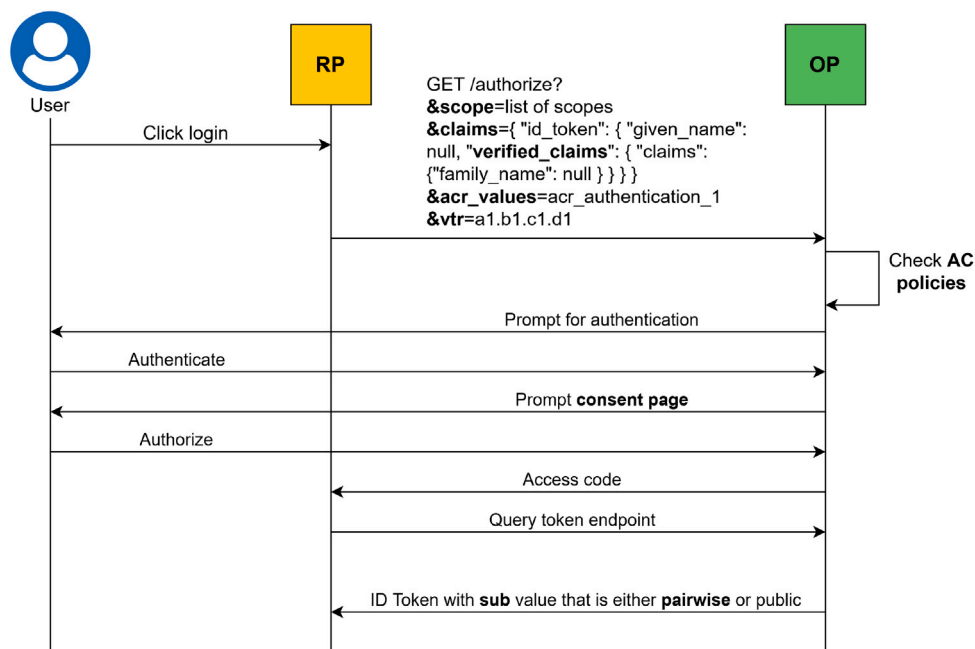 RP
OP
User
GET /authorize?
&scope=list of scopes
&claims={ "id_token": { "given_name":
null, "verified_claims": { "claims":
{"family_name": null } } } }
&acr_values=acr_authentication_1
&vtr=a1.b1.c1.d1
Click login
Check AC
policies
Prompt for authentication
Authenticate
Prompt consent page
Authorize
Access code
Query token endpoint
ID Token with sub value that is either pairwise or public